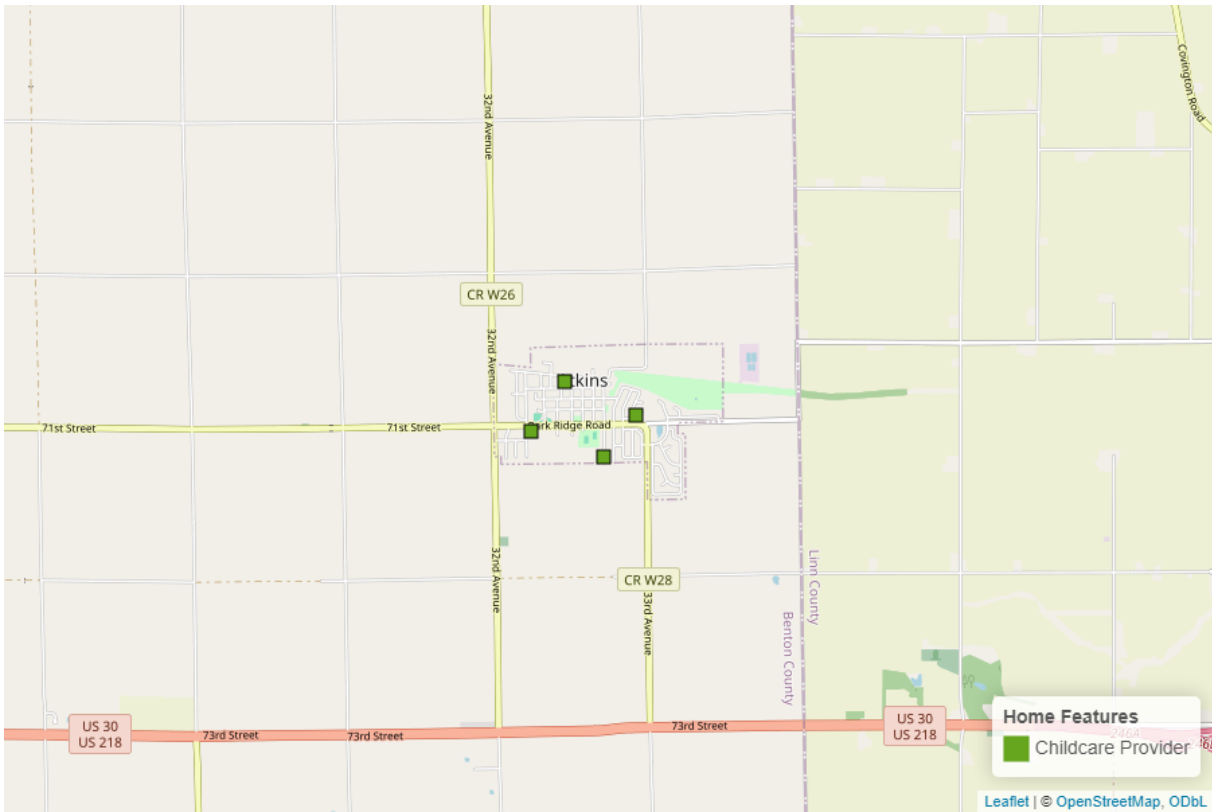 Covington Road
32nd Avenue
CR W26
32nd Avenue
kins
71st Street
71st Street
rk Ridge Road
32nd Avenue
CR W28
33rd Avenue
Linn County
Benton County
US 30
US 218
73rd Street
73rd Street
73rd Street
US 30
US 218
Home Features
Childcare Provider
246A
Leaflet | © OpenStreetMap, ODbL